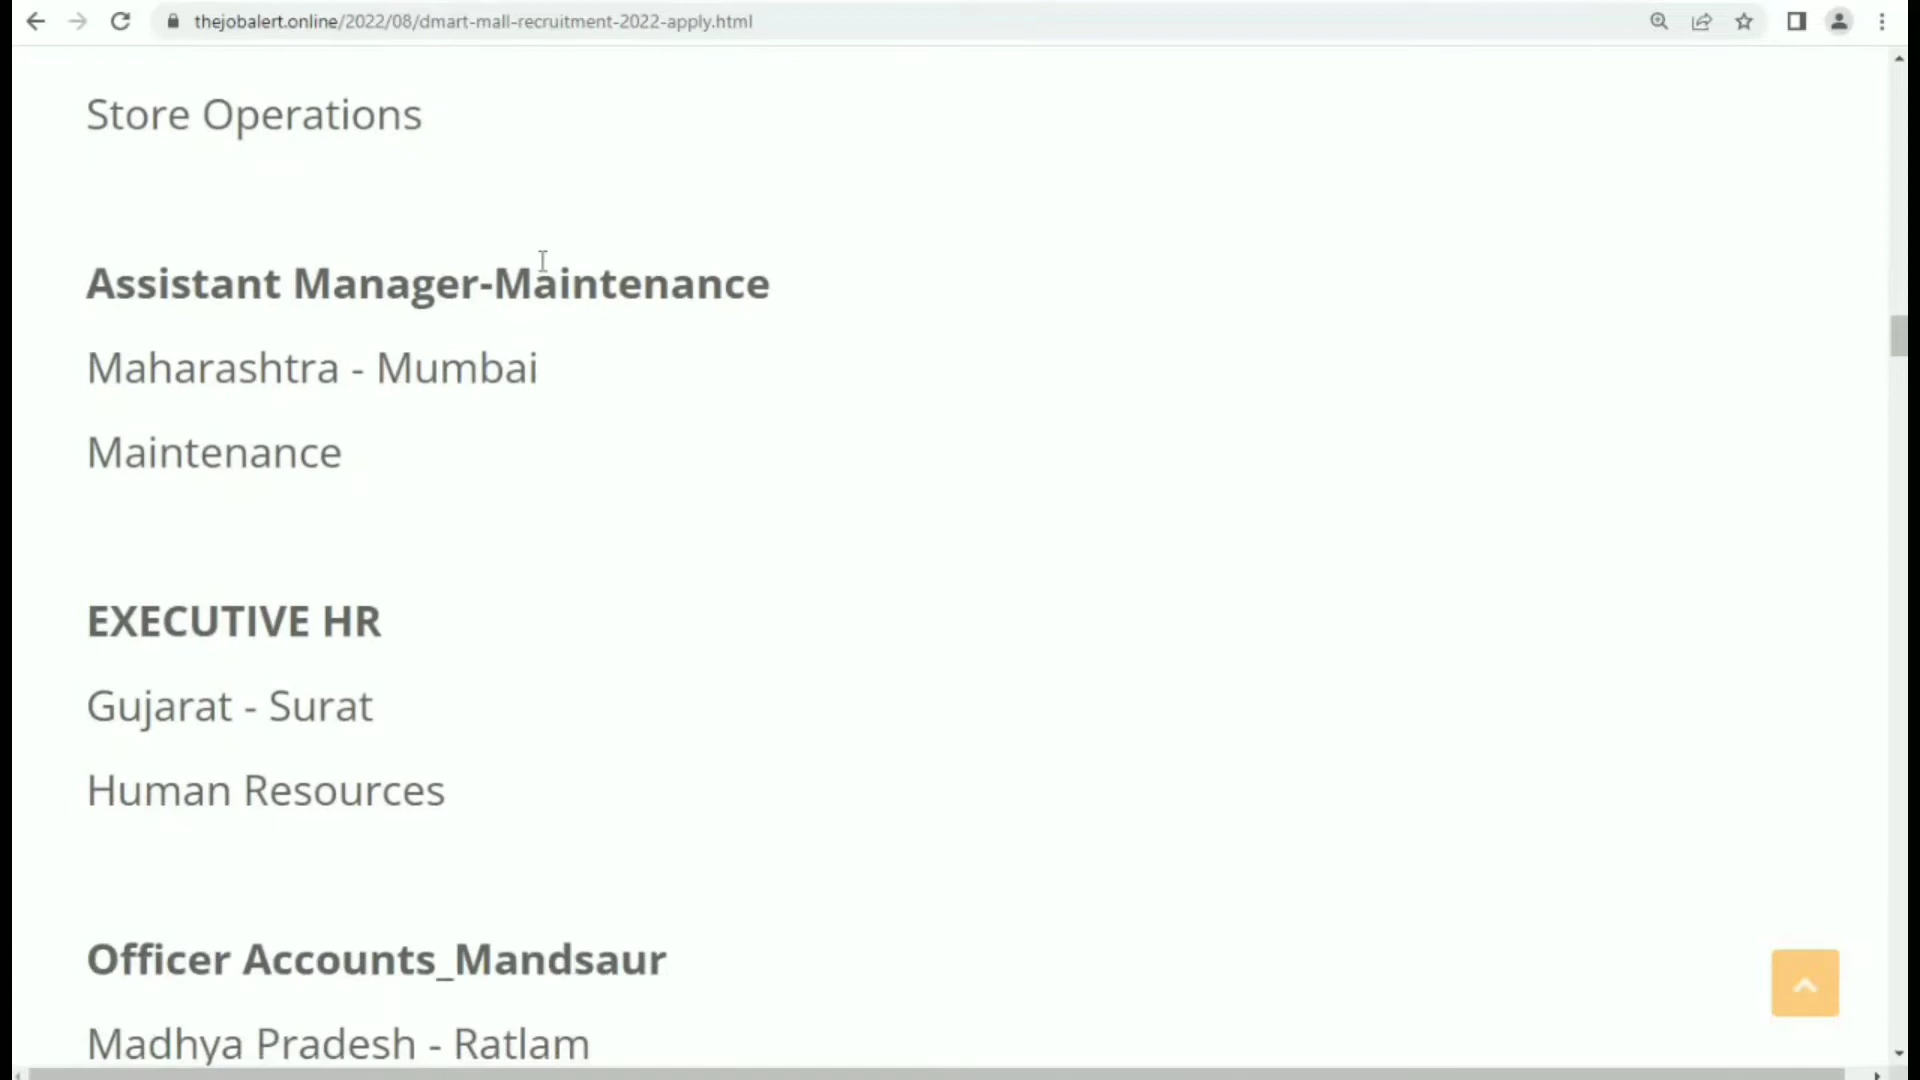 thejobalert.online/2022/08/dmart-mall-recruitment-2022-apply.html
Store Operations
Assistant Manager-Maintenance
Maharashtra - Mumbai
Maintenance
EXECUTIVE HR
Gujarat - Surat
Human Resources
Officer Accounts_Mandsaur
Madhya Pradesh - Ratlam